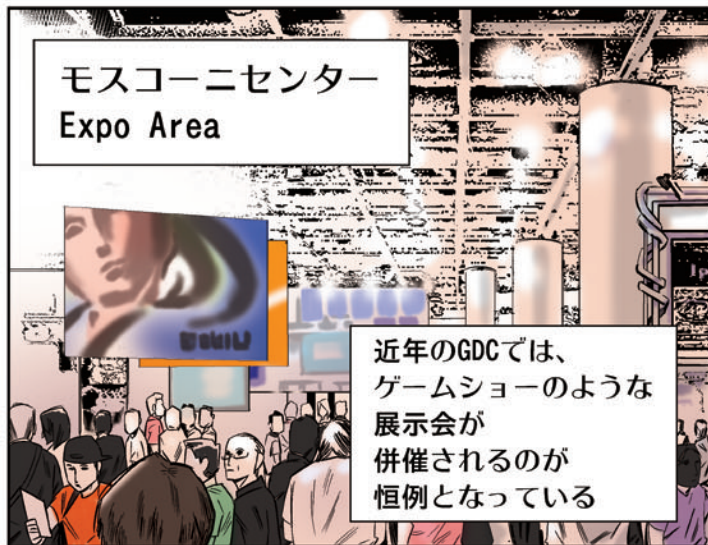 モスコーニセンター
Expo Area
近年のGDCでは、
ゲームショーのような
展示会が
併催されるのが
恒例となっている